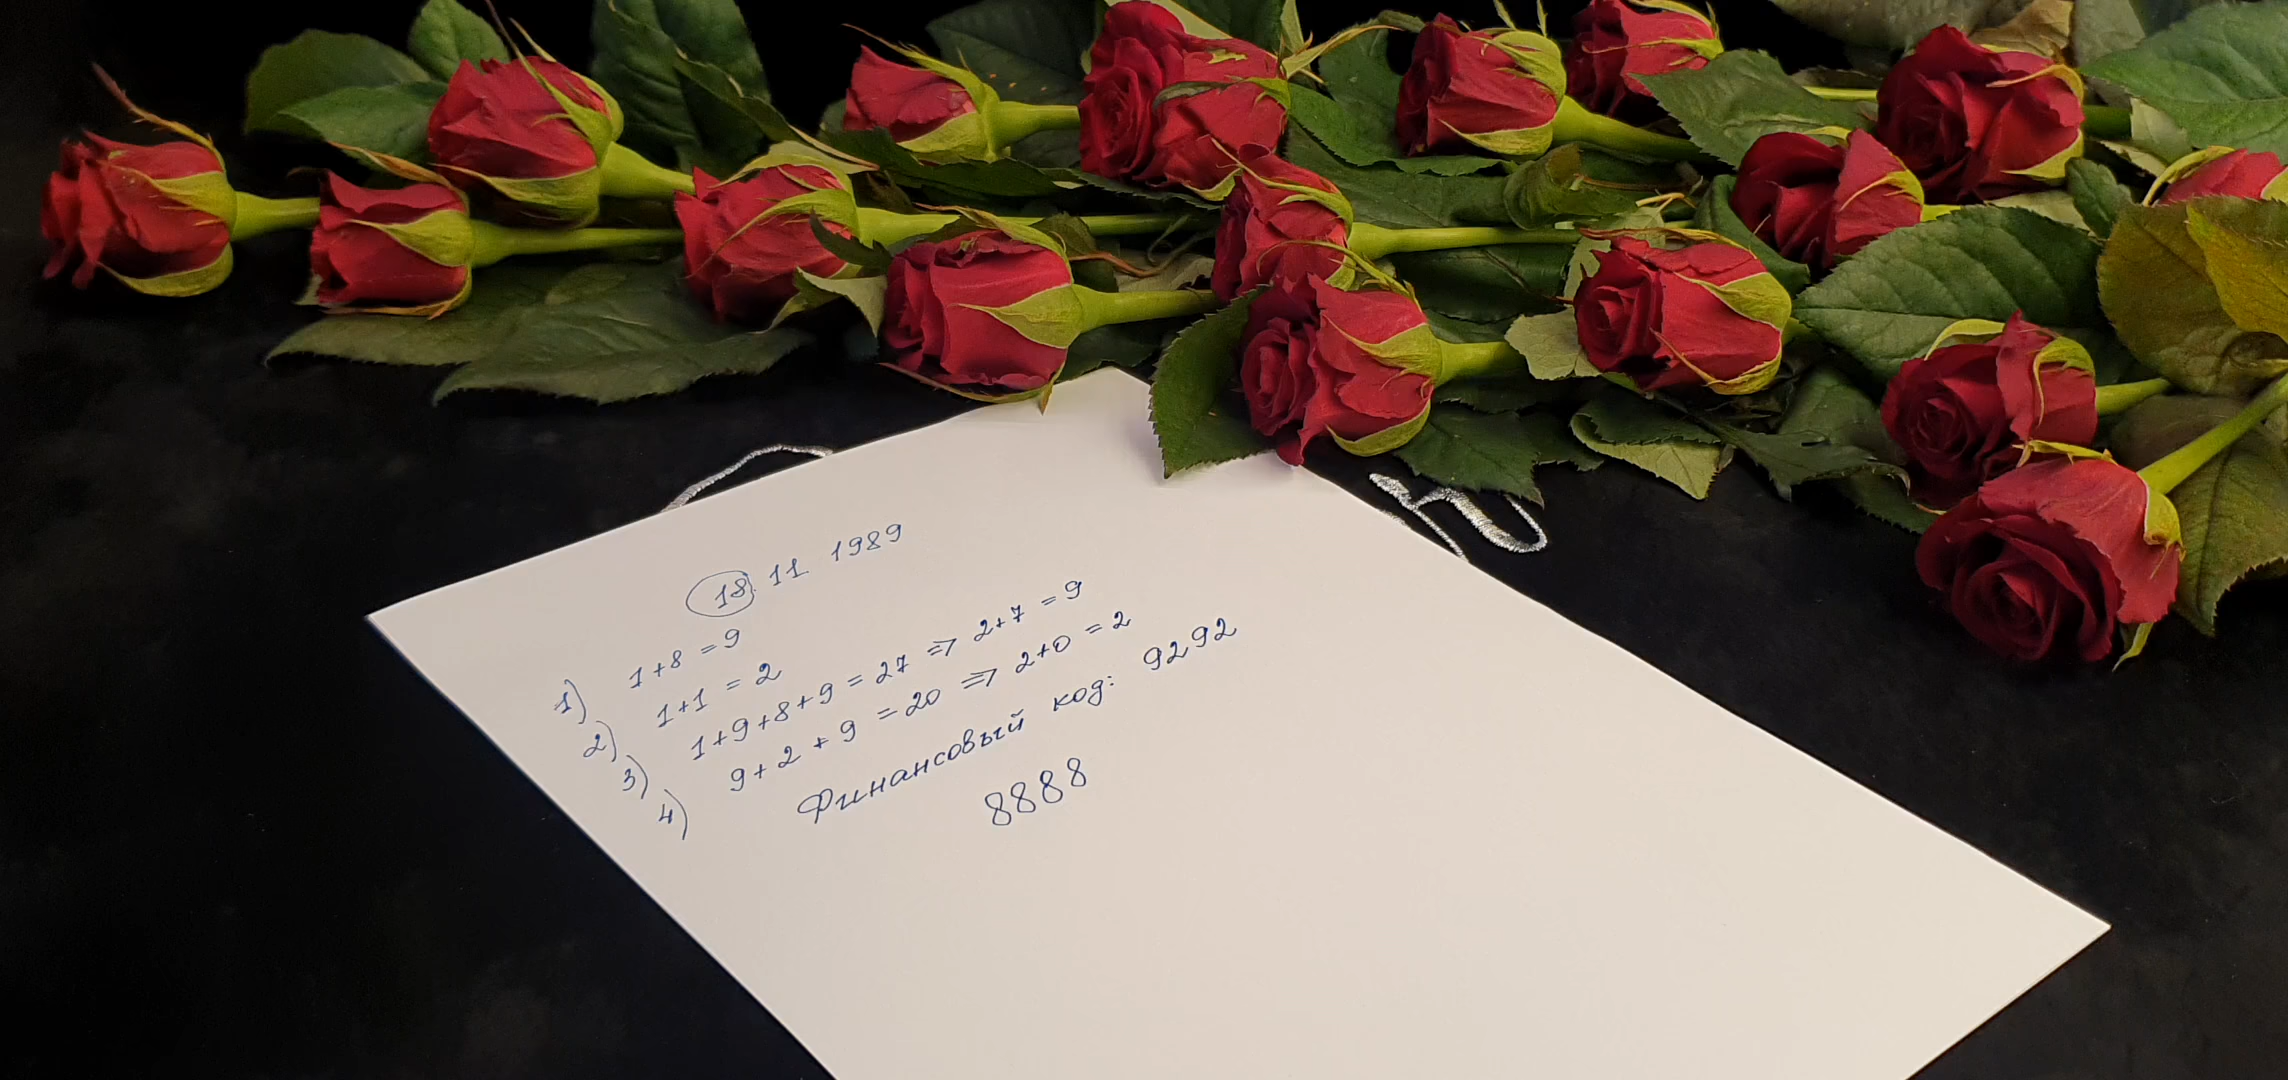 18. 11. 1989
1) 1+8 = 9
2) 1+1 = 2
3) 1+9+8+9 = 27 => 2+7 = 9
4) 9+2+9 = 20 => 2+0 = 2
Финансовый код: 9292
8888